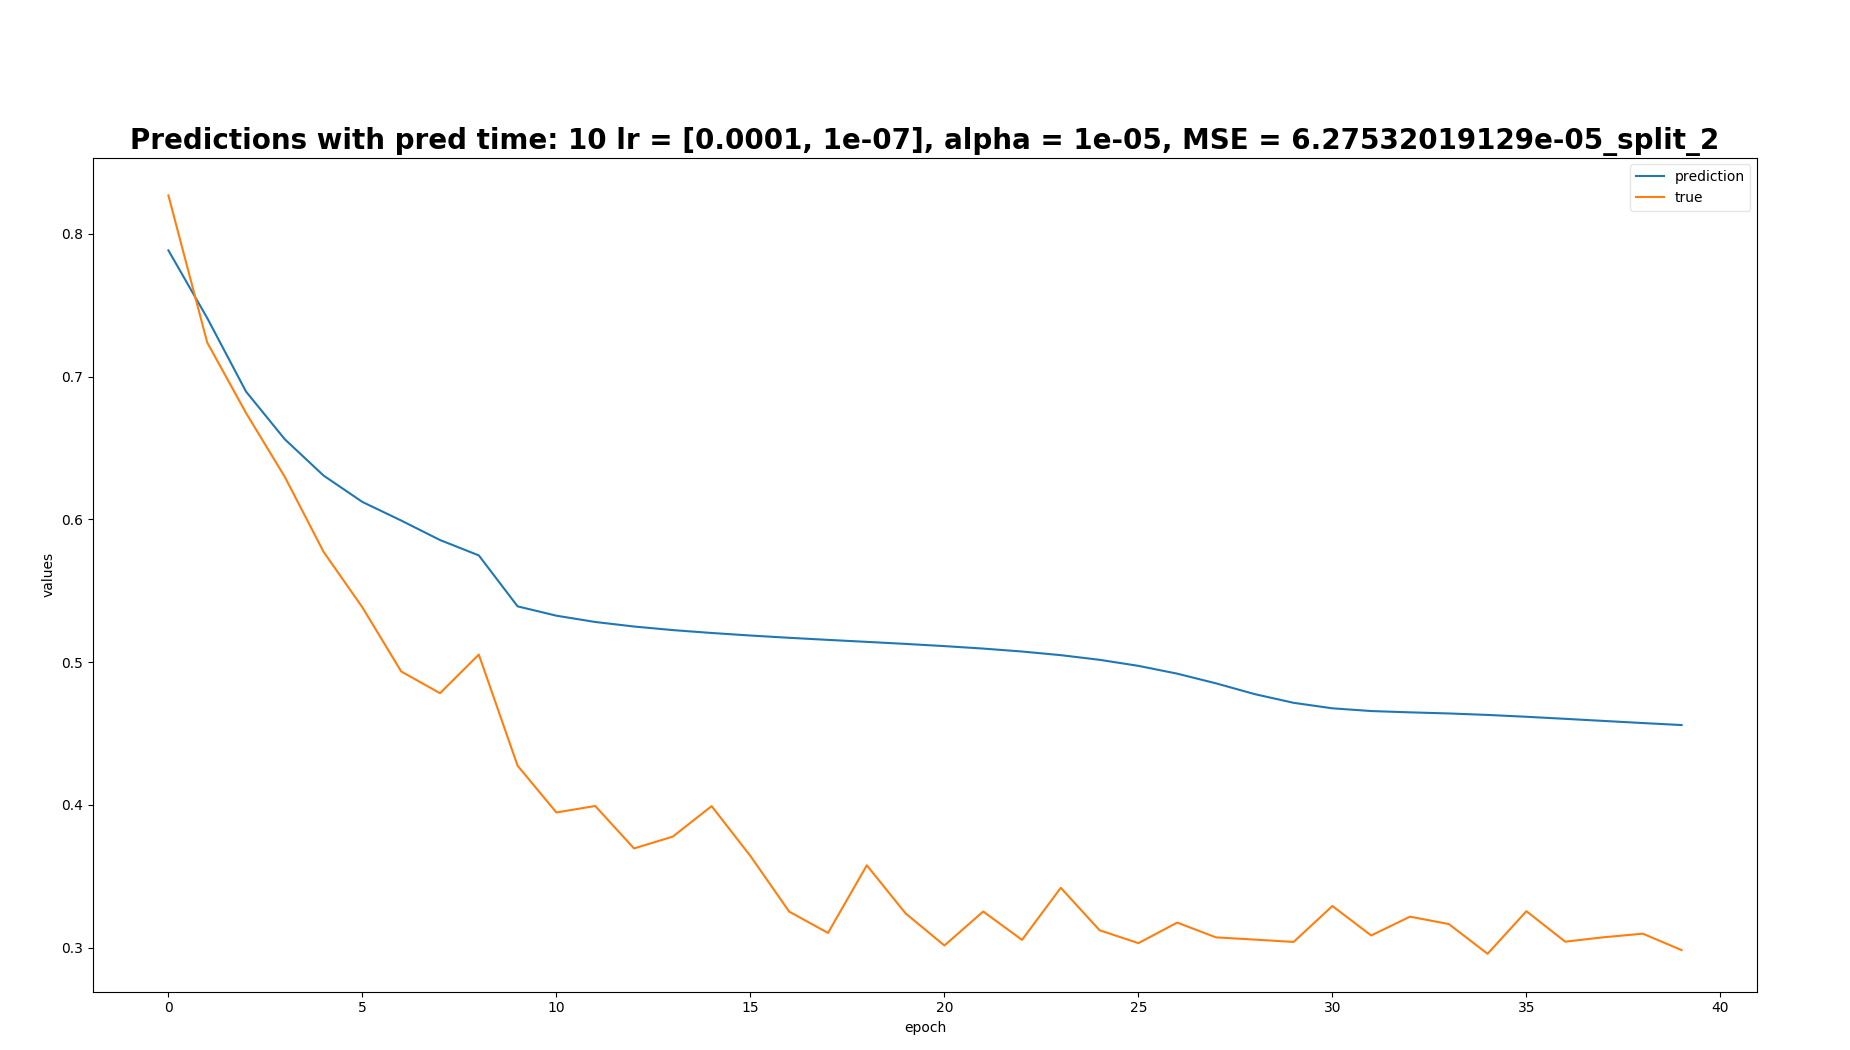 Predictions with pred time: 10 lr = [0.0001, 1e-07], alpha = 1e-05, MSE = 6.27532019129e-05_split_2
prediction
true
0.8
0.7
0.6
0.5
0.4
0.3
values
0 5 10 15 20 25 30 35 40
epoch